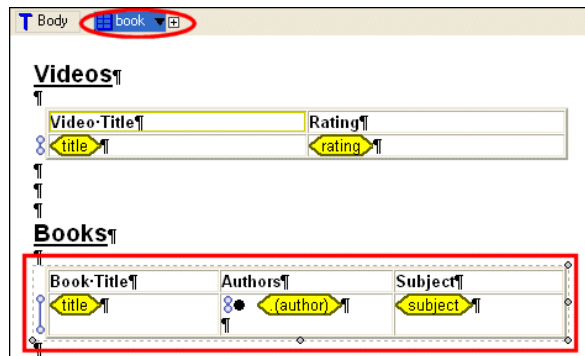 Body book
Videos¶
¶
Video·Title¶ Rating¶
title¶ rating¶
¶
¶
¶
Books¶
¶
Book·Title¶ Authors¶ Subject¶
title¶ .(author)¶ subject¶
¶
¶